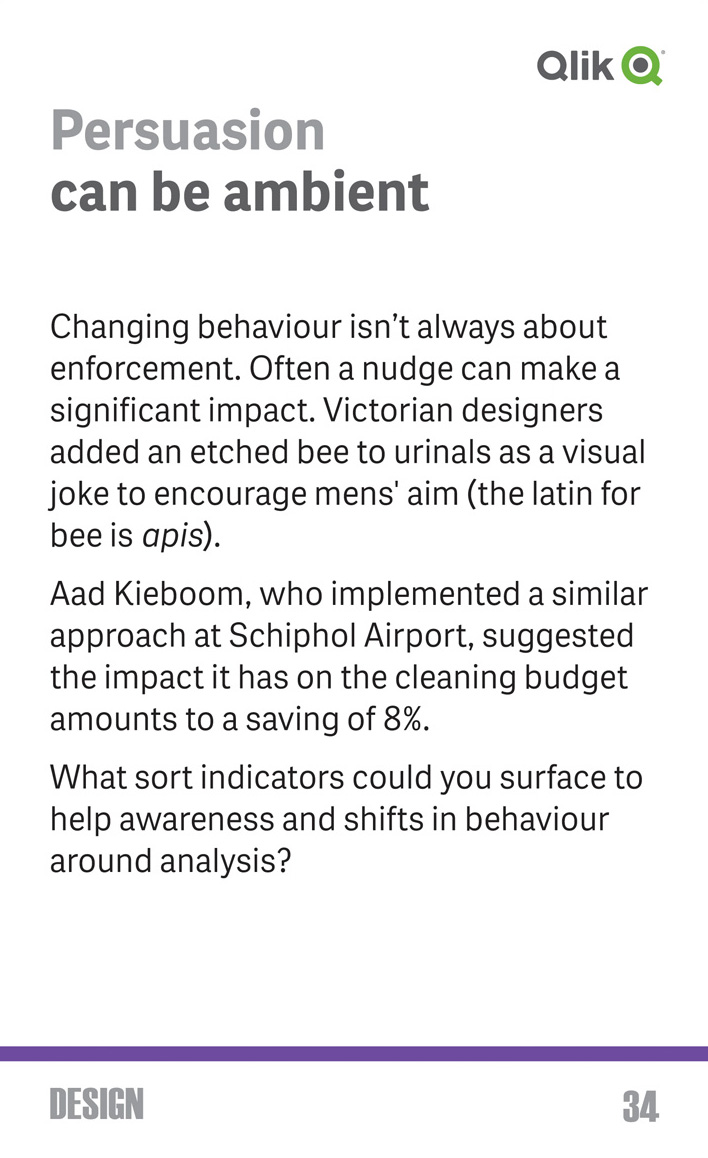 Qlik
Persuasion
can be ambient
Changing behaviour isn’t always about
enforcement. Often a nudge can make a
significant impact. Victorian designers
added an etched bee to urinals as a visual
joke to encourage mens' aim (the latin for
bee is apis).
Aad Kieboom, who implemented a similar
approach at Schiphol Airport, suggested
the impact it has on the cleaning budget
amounts to a saving of 8%.
What sort indicators could you surface to
help awareness and shifts in behaviour
around analysis?
DESIGN
34